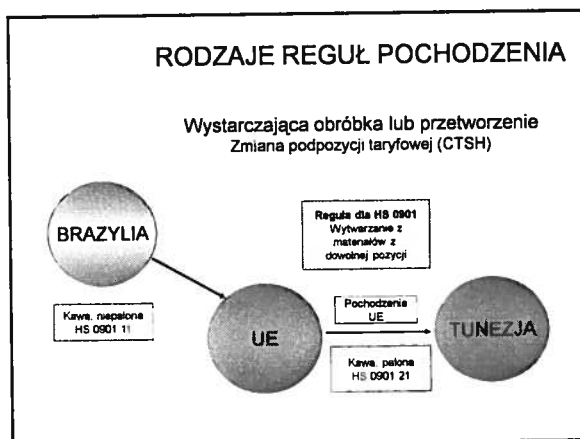 RODZAJE REGUŁ POCHODZENIA
Wystarczająca obróbka lub przetworzenie
Zmiana podpozycji taryfowej (CTSH)
Reguła dla HS 0901
Wytwarzanie z
materiałów z
dowolnej pozycji
BRAZYLIA
Kawa, niepalona
HS 0901 11
UE
Pochodzenie
UE
TUNEZJA
Kawa, palona
HS 0901 21